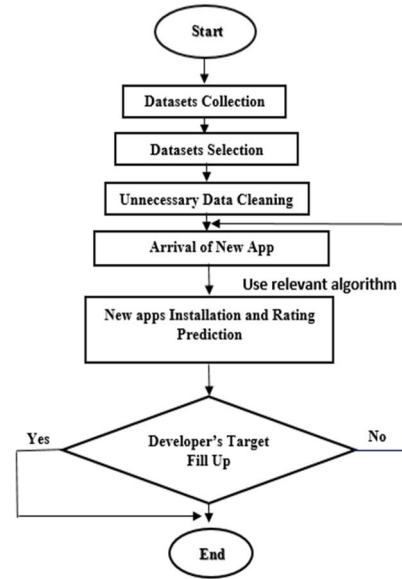 Start
Datasets Collection
Datasets Selection
Unnecessary Data Cleaning
Arrival of New App
Use relevant algorithm
New apps Installation and Rating
Prediction
Yes
Developer's Target
Fill Up
No
End